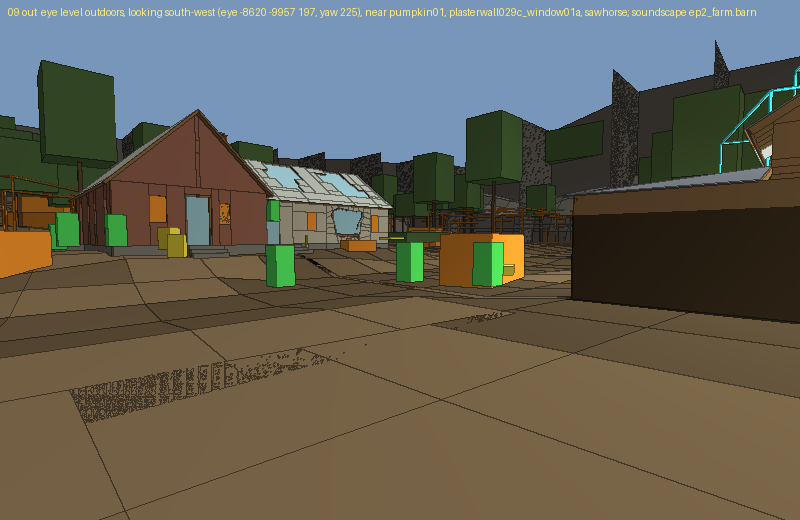 09 out eye level outdoors, looking south-west (eye -8620 -9957 197, yaw 225), near pumpkin01, plasterwall029c_window01a, sawhorse; soundscape ep2_farm.barn